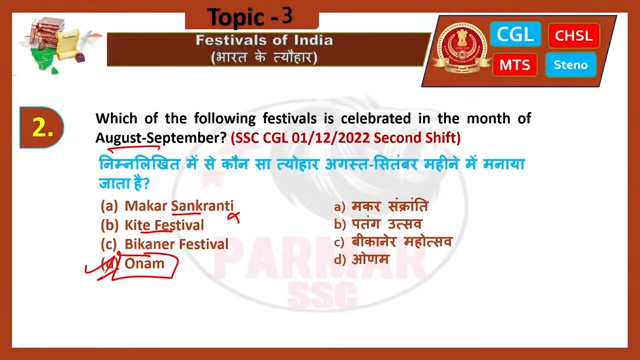 Topic - 3
Festivals of India
(भारत के त्यौहार)
CGL
CHSL
MTS
Steno
2.
Which of the following festivals is celebrated in the month of
August-September? (SSC CGL 01/12/2022 Second Shift)
निम्नलिखित में से कौन सा त्योहार अगस्त-सितंबर महीने में मनाया
जाता है?
(a) Makar Sankranti
(b) Kite Festival
(c) Bikaner Festival
(d) Onam
a) मकर संक्रांति
b) पतंग उत्सव
c) बीकानेर महोत्सव
d) ओणम
PARMAR
SSC